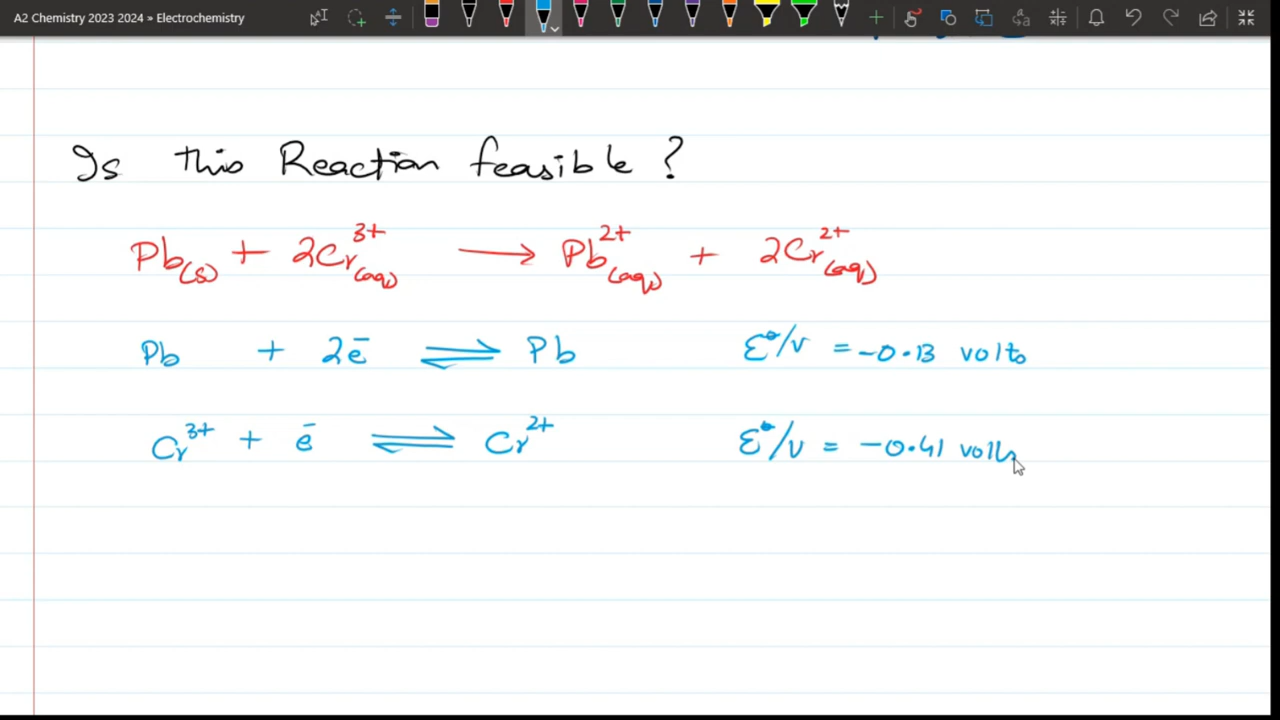 A2 Chemistry 2023 2024 » Electrochemistry
Is this Reaction feasible ?
Pb(s) + 2Cr³⁺(aq) → Pb²⁺(aq) + 2Cr²⁺(aq)
Pb + 2e⁻ ⇌ Pb E°/v = -0.13 volts
Cr³⁺ + e⁻ ⇌ Cr²⁺ E°/v = -0.41 volts